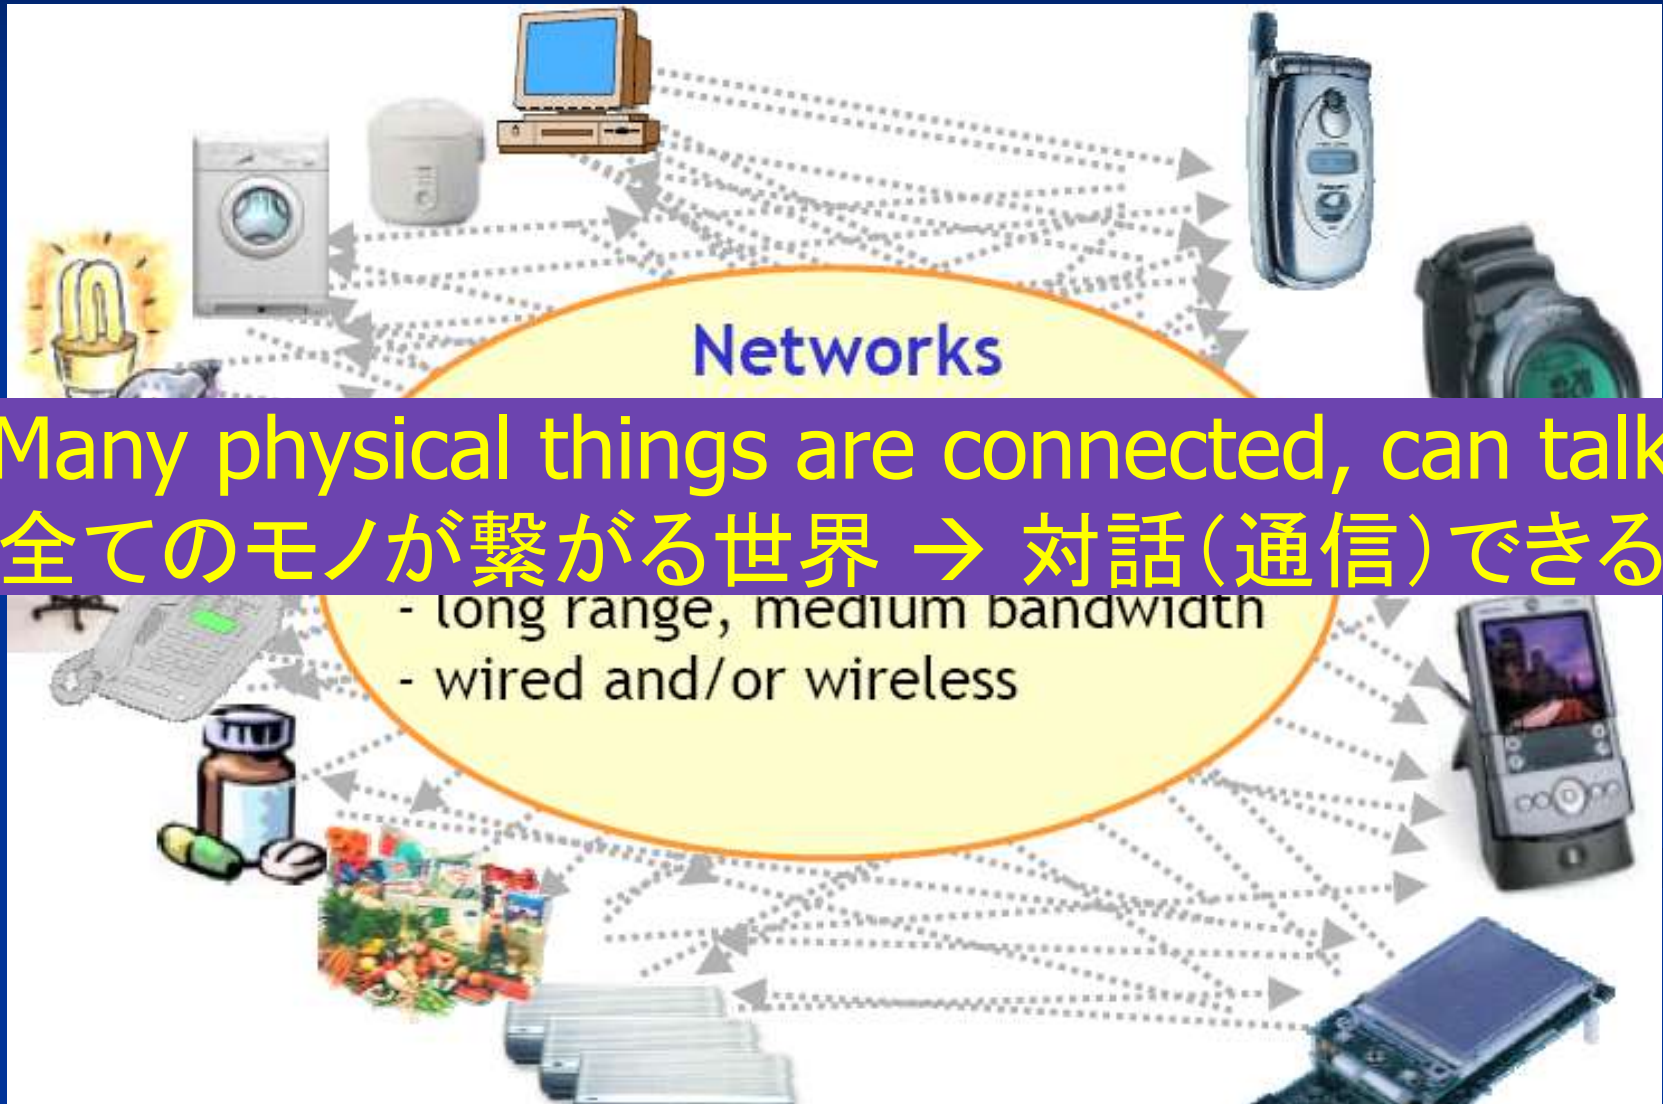 Networks
Many physical things are connected, can talk
全てのモノが繋がる世界 → 対話（通信）できる
- long range, medium bandwidth
- wired and/or wireless